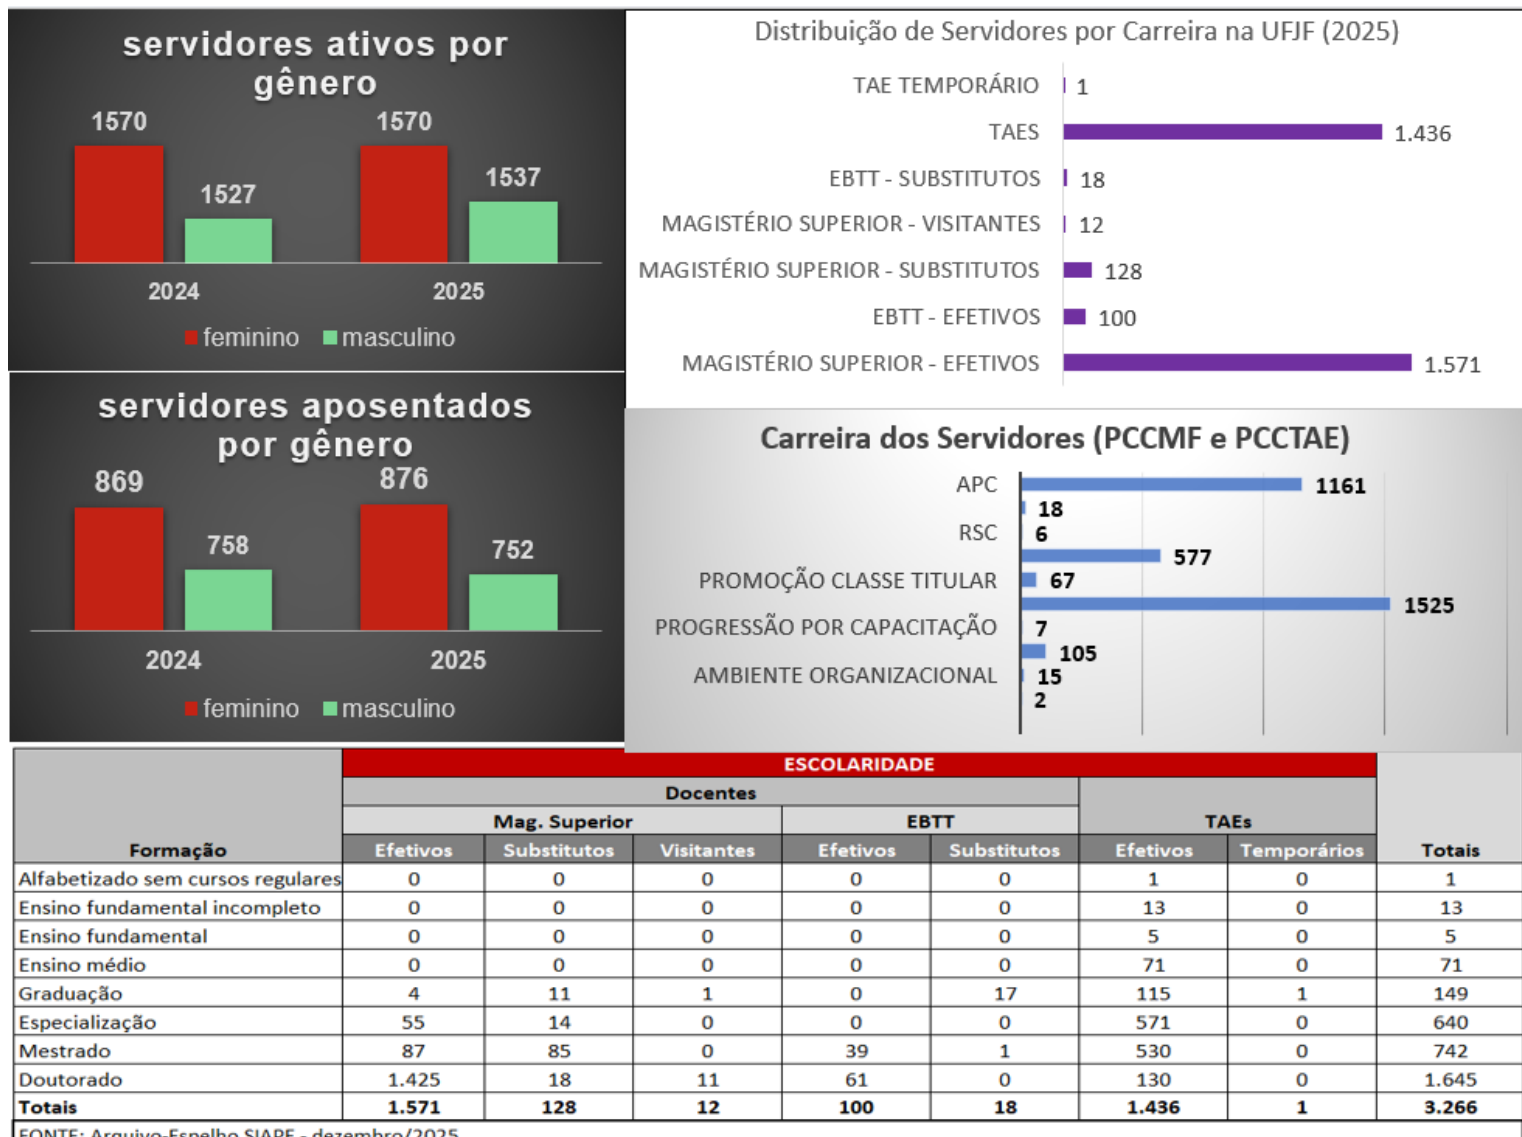 servidores ativos por
gênero
1570
1527
1570
1537
2024
2025
feminino masculino
Distribuição de Servidores por Carreira na UFJF (2025)
TAE TEMPORÁRIO 1
TAES 1.436
EBTT - SUBSTITUTOS 18
MAGISTÉRIO SUPERIOR - VISITANTES 12
MAGISTÉRIO SUPERIOR - SUBSTITUTOS 128
EBTT - EFETIVOS 100
MAGISTÉRIO SUPERIOR - EFETIVOS 1.571
servidores aposentados
por gênero
869
758
876
752
2024
2025
feminino masculino
Carreira dos Servidores (PCCMF e PCCTAE)
APC 1161
18
RSC 6
577
PROMOÇÃO CLASSE TITULAR 67
1525
PROGRESSÃO POR CAPACITAÇÃO 7
105
AMBIENTE ORGANIZACIONAL 15
2
ESCOLARIDADE
Docentes
Mag. Superior EBTT TAEs
Formação Efetivos Substitutos Visitantes Efetivos Substitutos Efetivos Temporários Totais
Alfabetizado sem cursos regulares 0 0 0 0 0 1 0 1
Ensino fundamental incompleto 0 0 0 0 0 13 0 13
Ensino fundamental 0 0 0 0 0 5 0 5
Ensino médio 0 0 0 0 0 71 0 71
Graduação 4 11 1 0 17 115 1 149
Especialização 55 14 0 0 0 571 0 640
Mestrado 87 85 0 39 1 530 0 742
Doutorado 1.425 18 11 61 0 130 0 1.645
Totais 1.571 128 12 100 18 1.436 1 3.266
FONTE: Arquivo-Espelho SIAPE - dezembro/2025